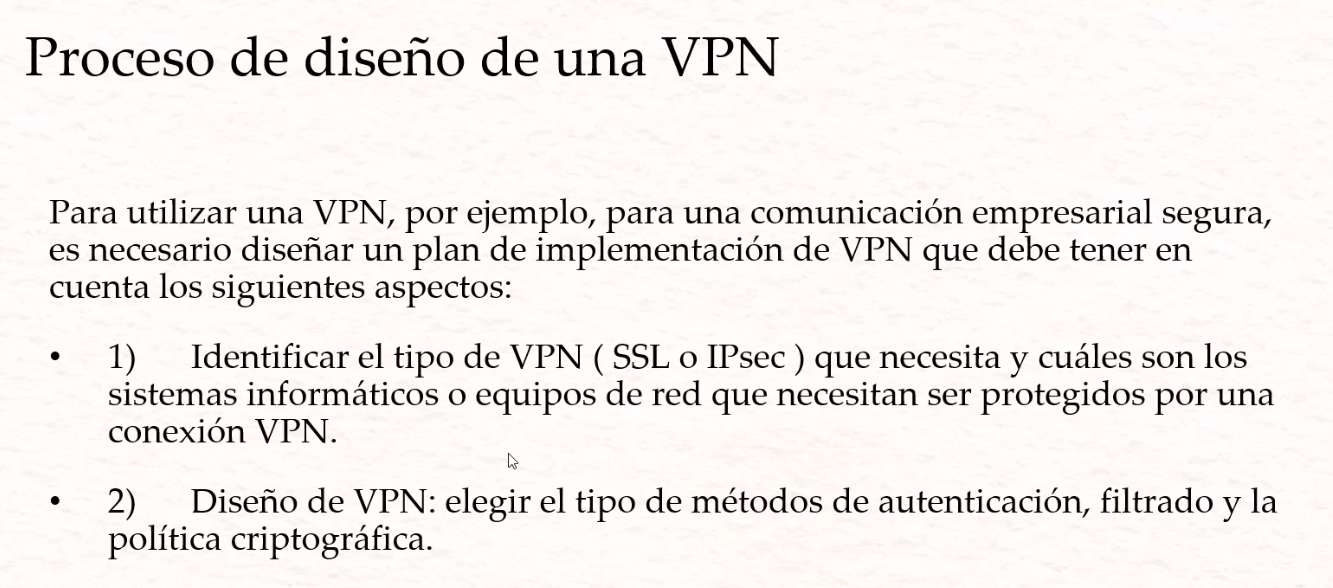 Proceso de diseño de una VPN
Para utilizar una VPN, por ejemplo, para una comunicación empresarial segura,
es necesario diseñar un plan de implementación de VPN que debe tener en
cuenta los siguientes aspectos:
• 1) Identificar el tipo de VPN ( SSL o IPsec ) que necesita y cuáles son los
sistemas informáticos o equipos de red que necesitan ser protegidos por una
conexión VPN.
• 2) Diseño de VPN: elegir el tipo de métodos de autenticación, filtrado y la
política criptográfica.